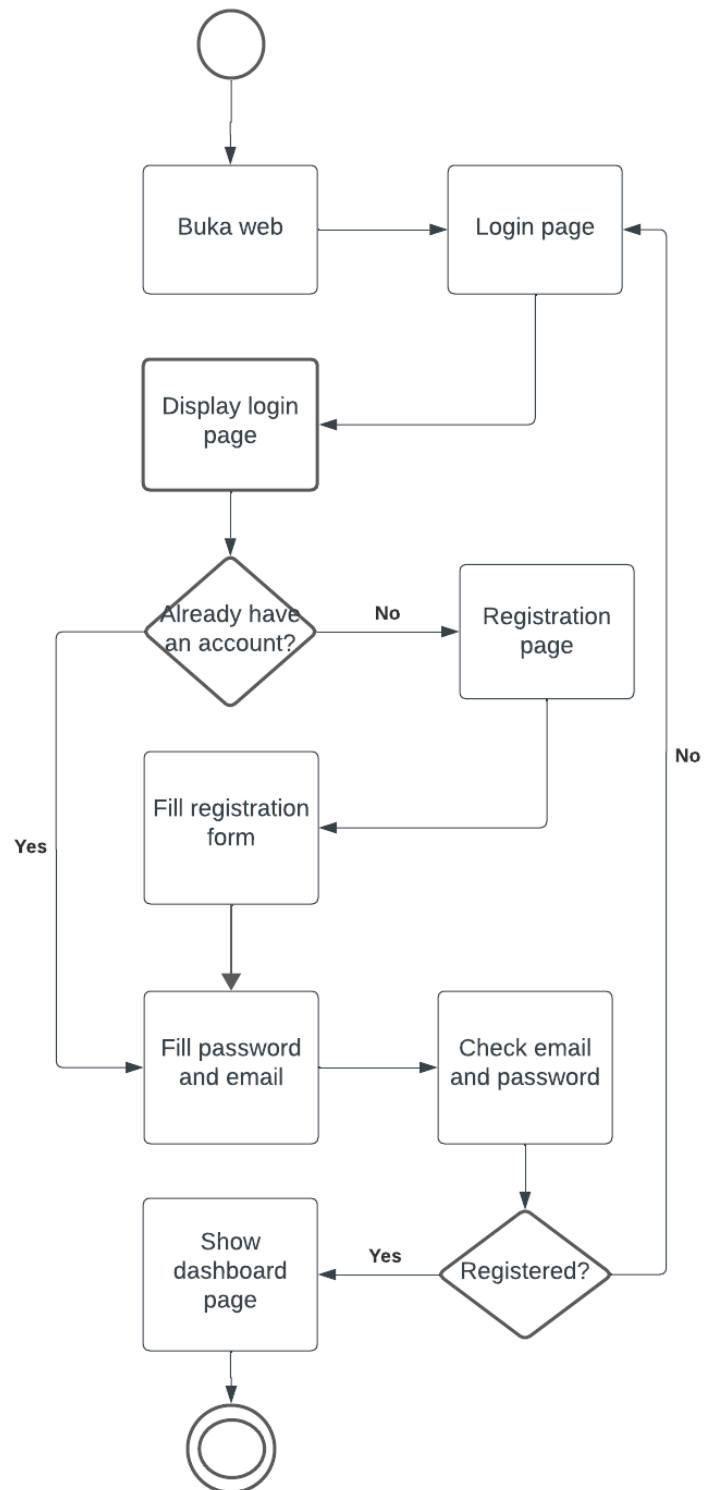 Buka web
Login page
Display login
page
Already have
an account?
No
Registration
page
No
Fill registration
form
Yes
Fill password
and email
Check email
and password
Show
dashboard
page
Yes
Registered?